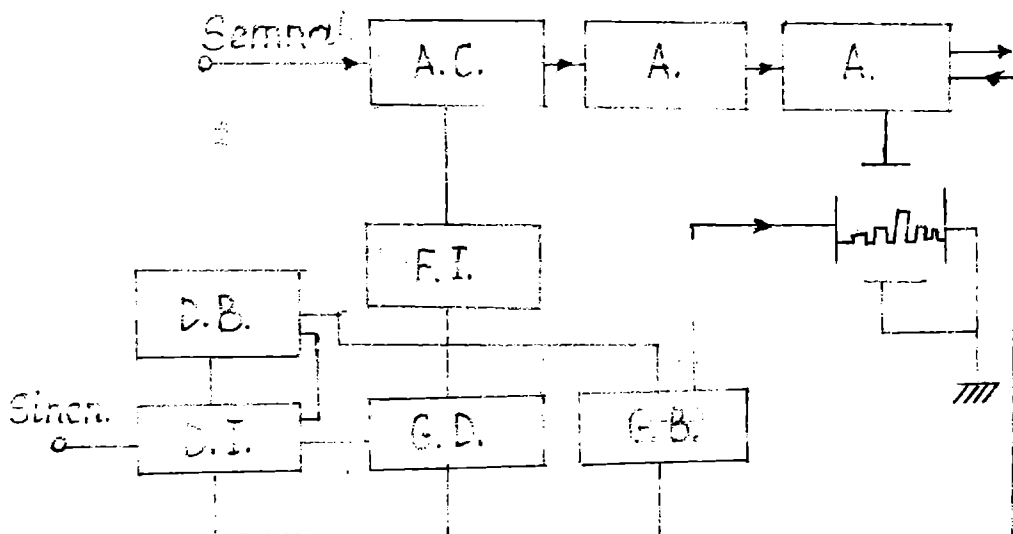 Semnal
A.C.
A.
A.
F.I.
D.B.
Sincr.
D.I.
G.D.
G.B.